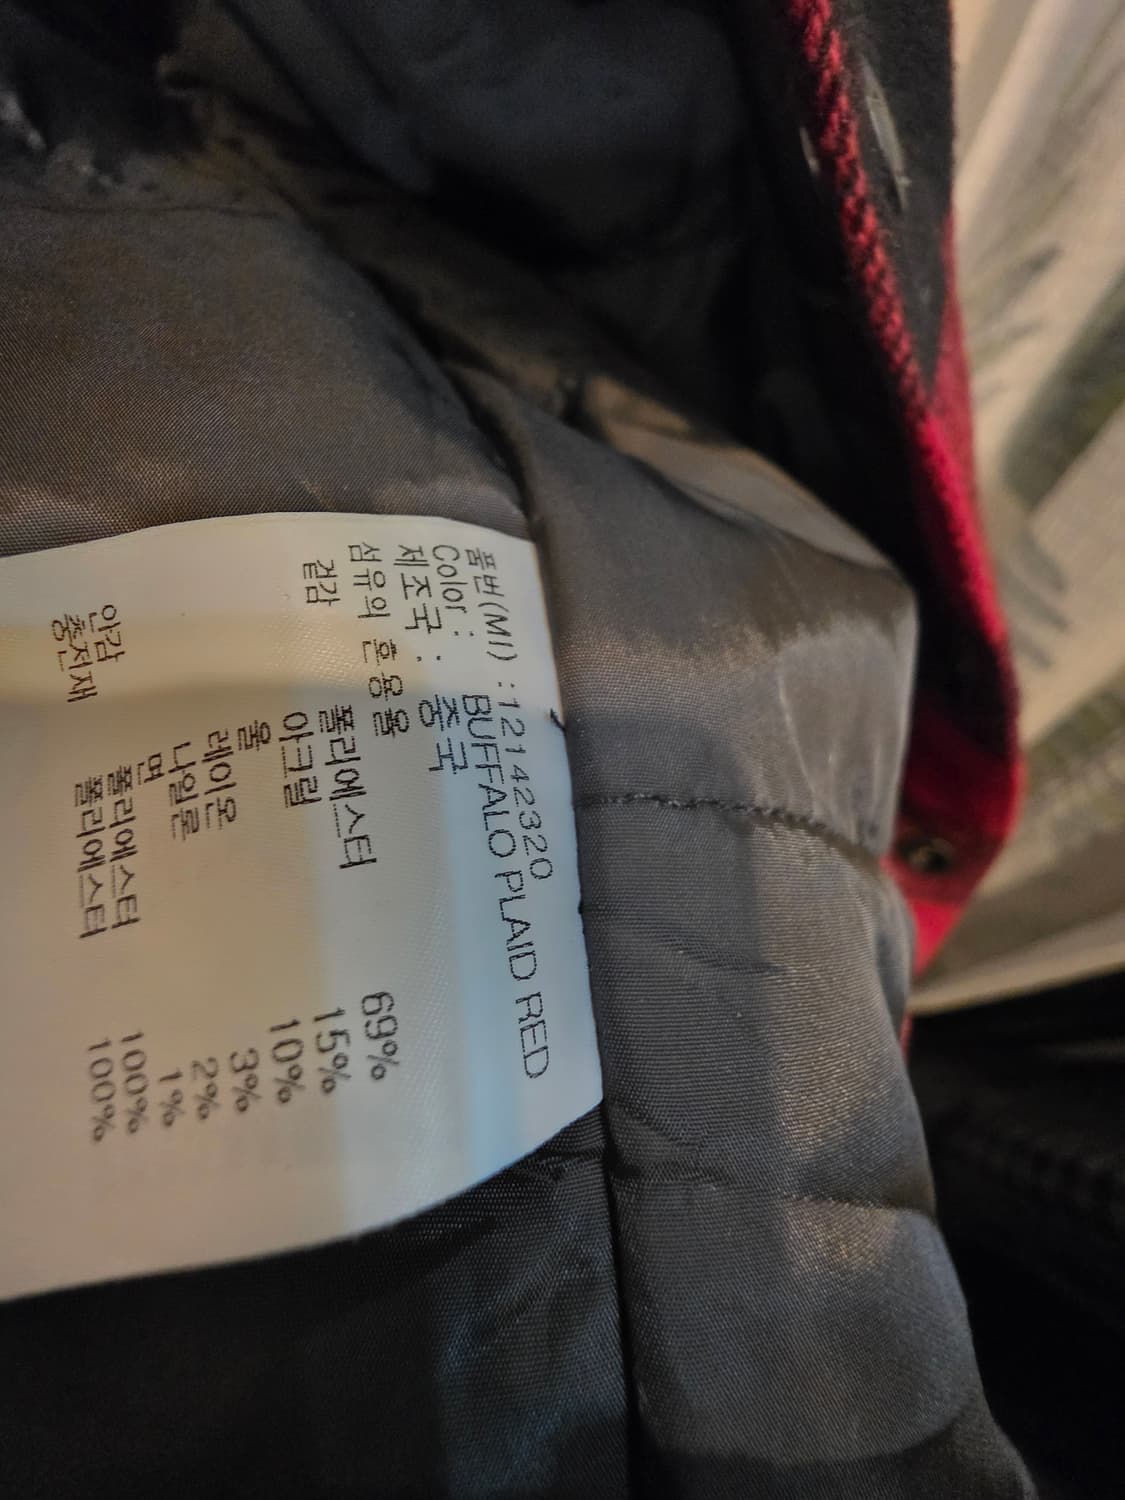 품번(MI) :12142320
Color : BUFFALO PLAID RED
제조국 : 중국
섬유의 혼용율
겉감 폴리에스터 69%
아크릴 15%
울 10%
레이온 3%
나일론 2%
면 1%
안감 폴리에스터 100%
충전재 폴리에스터 100%